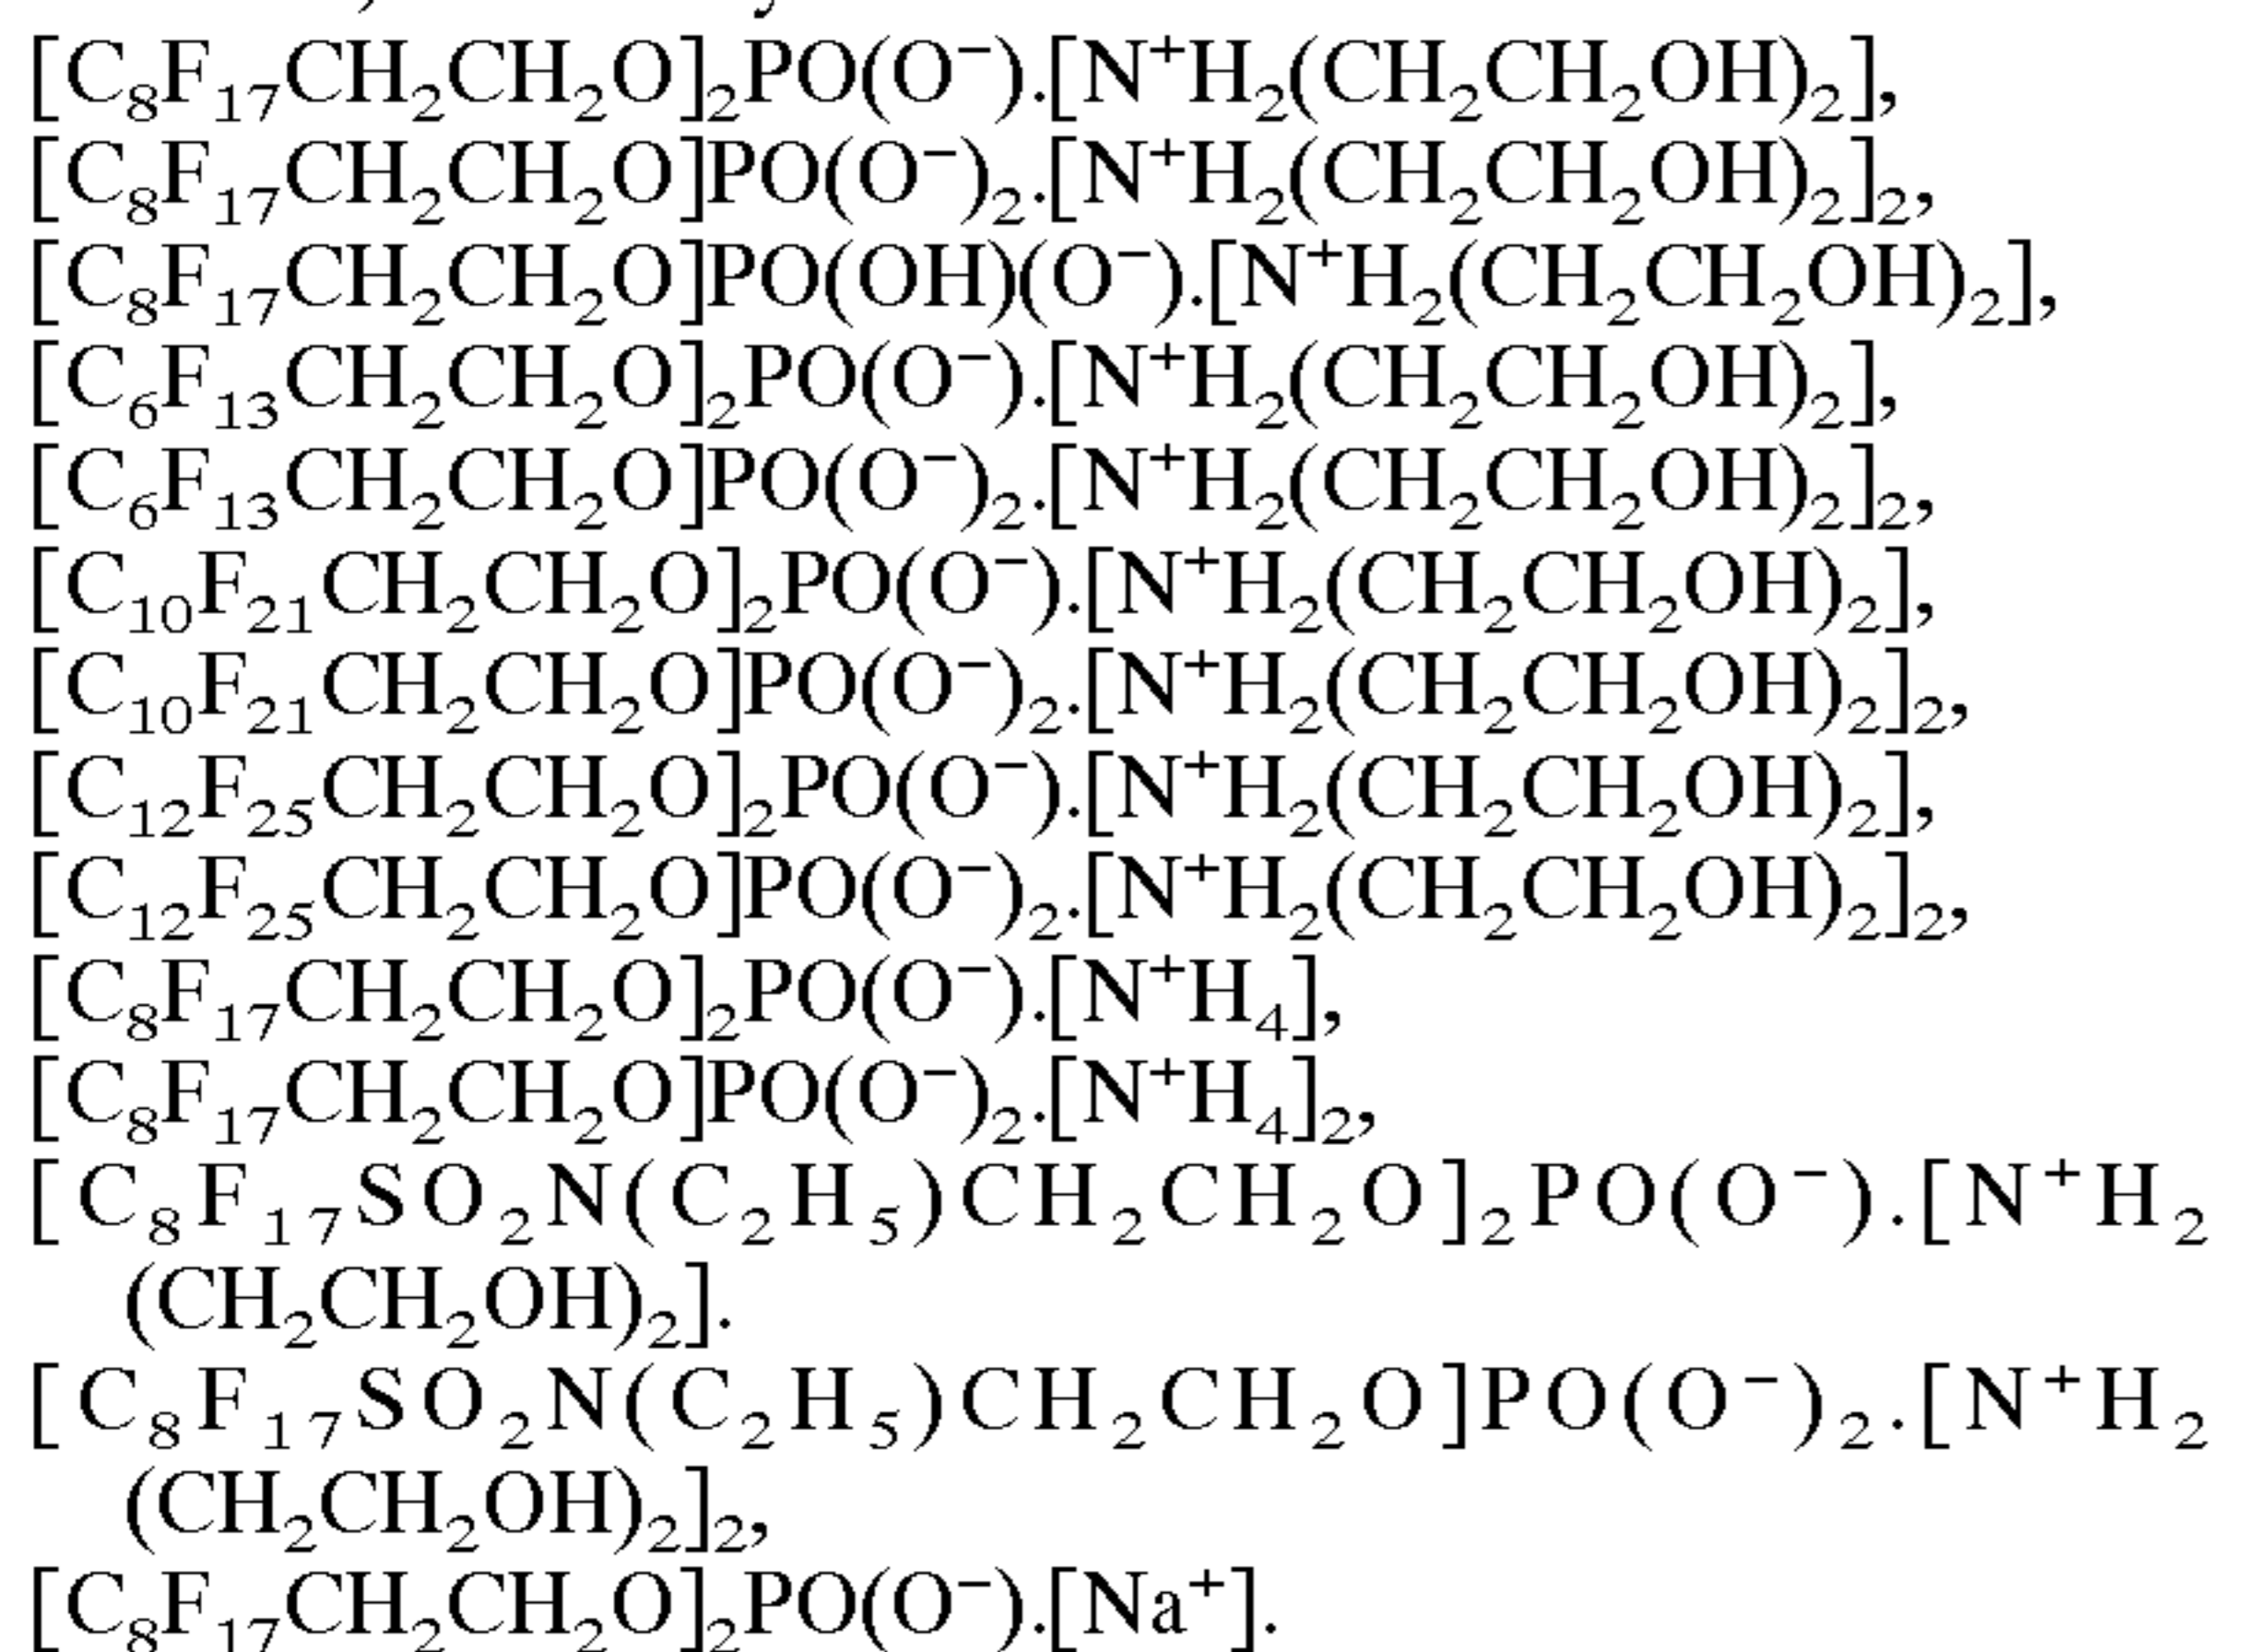 [C₈F₁₇CH₂CH₂O]₂PO(O⁻).[N⁺H₂(CH₂CH₂OH)₂],
[C₈F₁₇CH₂CH₂O]PO(O⁻)₂.[N⁺H₂(CH₂CH₂OH)₂]₂,
[C₈F₁₇CH₂CH₂O]PO(OH)(O⁻).[N⁺H₂(CH₂CH₂OH)₂],
[C₆F₁₃CH₂CH₂O]₂PO(O⁻).[N⁺H₂(CH₂CH₂OH)₂],
[C₆F₁₃CH₂CH₂O]PO(O⁻)₂.[N⁺H₂(CH₂CH₂OH)₂]₂,
[C₁₀F₂₁CH₂CH₂O]₂PO(O⁻).[N⁺H₂(CH₂CH₂OH)₂],
[C₁₀F₂₁CH₂CH₂O]PO(O⁻)₂.[N⁺H₂(CH₂CH₂OH)₂]₂,
[C₁₂F₂₅CH₂CH₂O]₂PO(O⁻).[N⁺H₂(CH₂CH₂OH)₂],
[C₁₂F₂₅CH₂CH₂O]PO(O⁻)₂.[N⁺H₂(CH₂CH₂OH)₂]₂,
[C₈F₁₇CH₂CH₂O]₂PO(O⁻).[N⁺H₄],
[C₈F₁₇CH₂CH₂O]PO(O⁻)₂.[N⁺H₄]₂,
[C₈F₁₇SO₂N(C₂H₅)CH₂CH₂O]₂PO(O⁻).[N⁺H₂
(CH₂CH₂OH)₂].
[C₈F₁₇SO₂N(C₂H₅)CH₂CH₂O]PO(O⁻)₂.[N⁺H₂
(CH₂CH₂OH)₂]₂,
[C₈F₁₇CH₂CH₂O]₂PO(O⁻).[Na⁺].